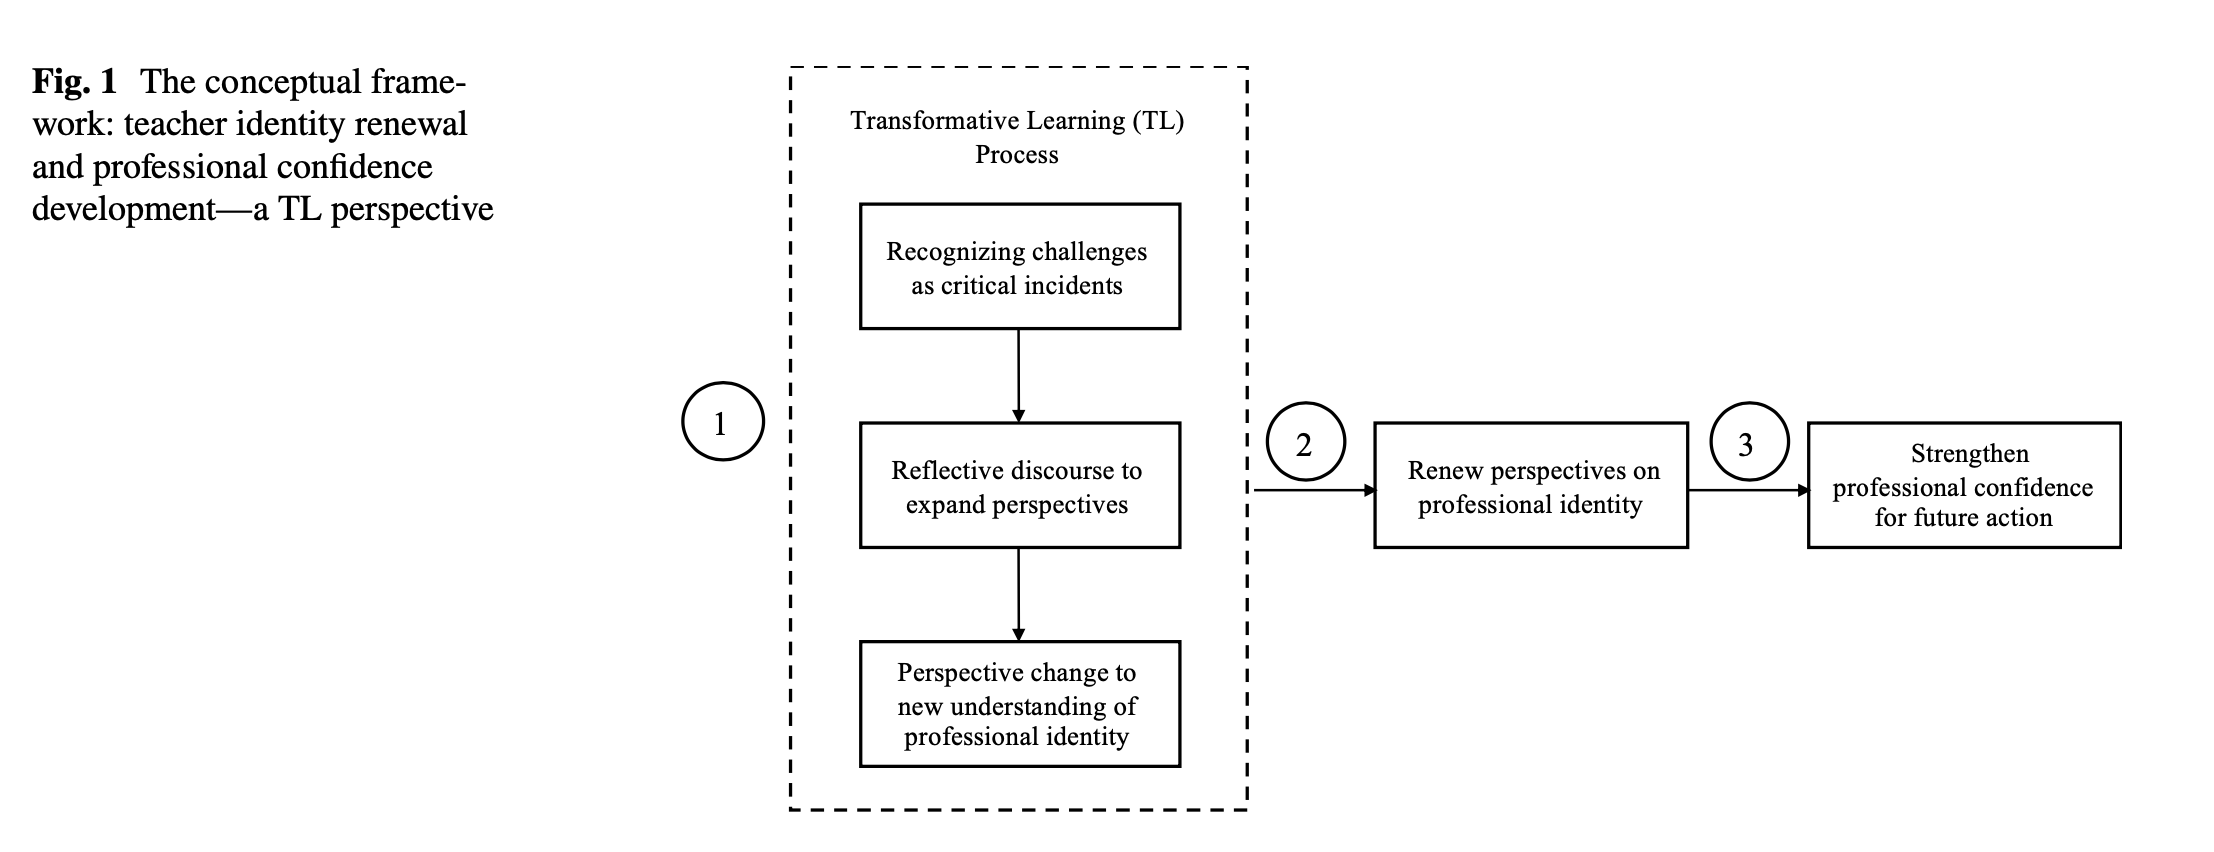 Fig. 1 The conceptual frame-
work: teacher identity renewal
and professional confidence
development—a TL perspective
Transformative Learning (TL)
Process
Recognizing challenges
as critical incidents
1
Reflective discourse to
expand perspectives
Perspective change to
new understanding of
professional identity
2
Renew perspectives on
professional identity
3
Strengthen
professional confidence
for future action